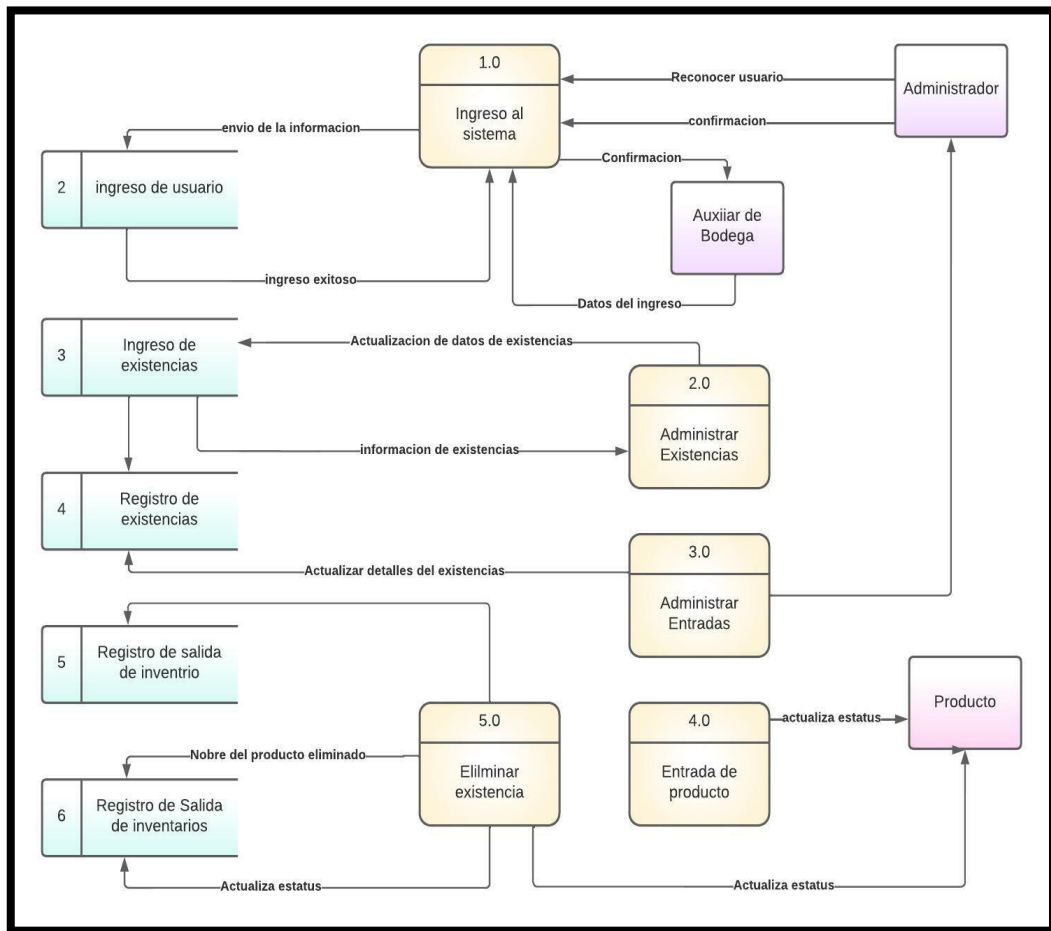 1.0
Ingreso al
sistema
Reconocer usuario
confirmacion
Administrador
envio de la informacion
Confirmacion
2
ingreso de usuario
Auxiiar de
Bodega
ingreso exitoso
Datos del ingreso
3
Ingreso de
existencias
Actualizacion de datos de existencias
2.0
Administrar
Existencias
informacion de existencias
4
Registro de
existencias
3.0
Administrar
Entradas
Actualizar detalles del existencias
5
Registro de salida
de inventrio
5.0
Elilminar
existencia
4.0
Entrada de
producto
actualiza estatus
Producto
Nobre del producto eliminado
6
Registro de Salida
de inventarios
Actualiza estatus
Actualiza estatus